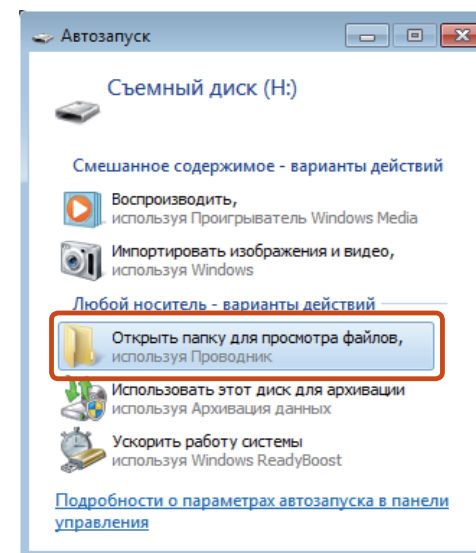 Автозапуск
Съемный диск (H:)
Смешанное содержимое - варианты действий
Воспроизводить,
используя Проигрыватель Windows Media
Импортировать изображения и видео,
используя Windows
Любой носитель - варианты действий
Открыть папку для просмотра файлов,
используя Проводник
Использовать этот диск для архивации
используя Архивация данных
Ускорить работу системы
используя Windows ReadyBoost
Подробности о параметрах автозапуска в панели
управления